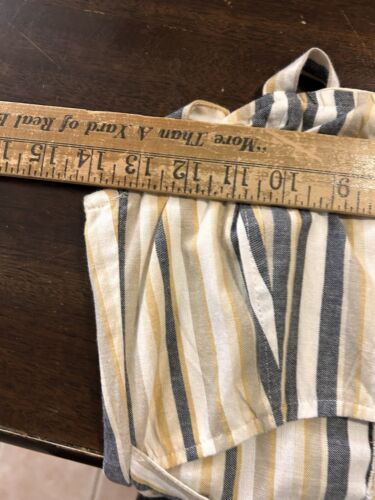 "More Than A Yard of Real
15 14 13 12 11 10 9